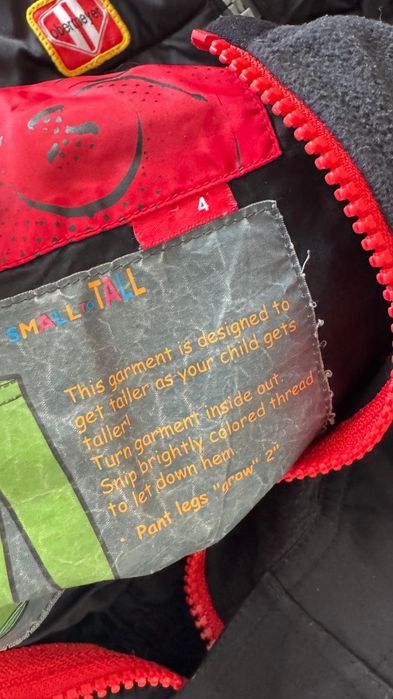 obermeyer
4
SMALL TO TALL
This garment is designed to
get taller as your child gets
taller!
Turn garment inside out.
Snip brightly colored thread
to let down hem.
• Pant legs "grow" 2"